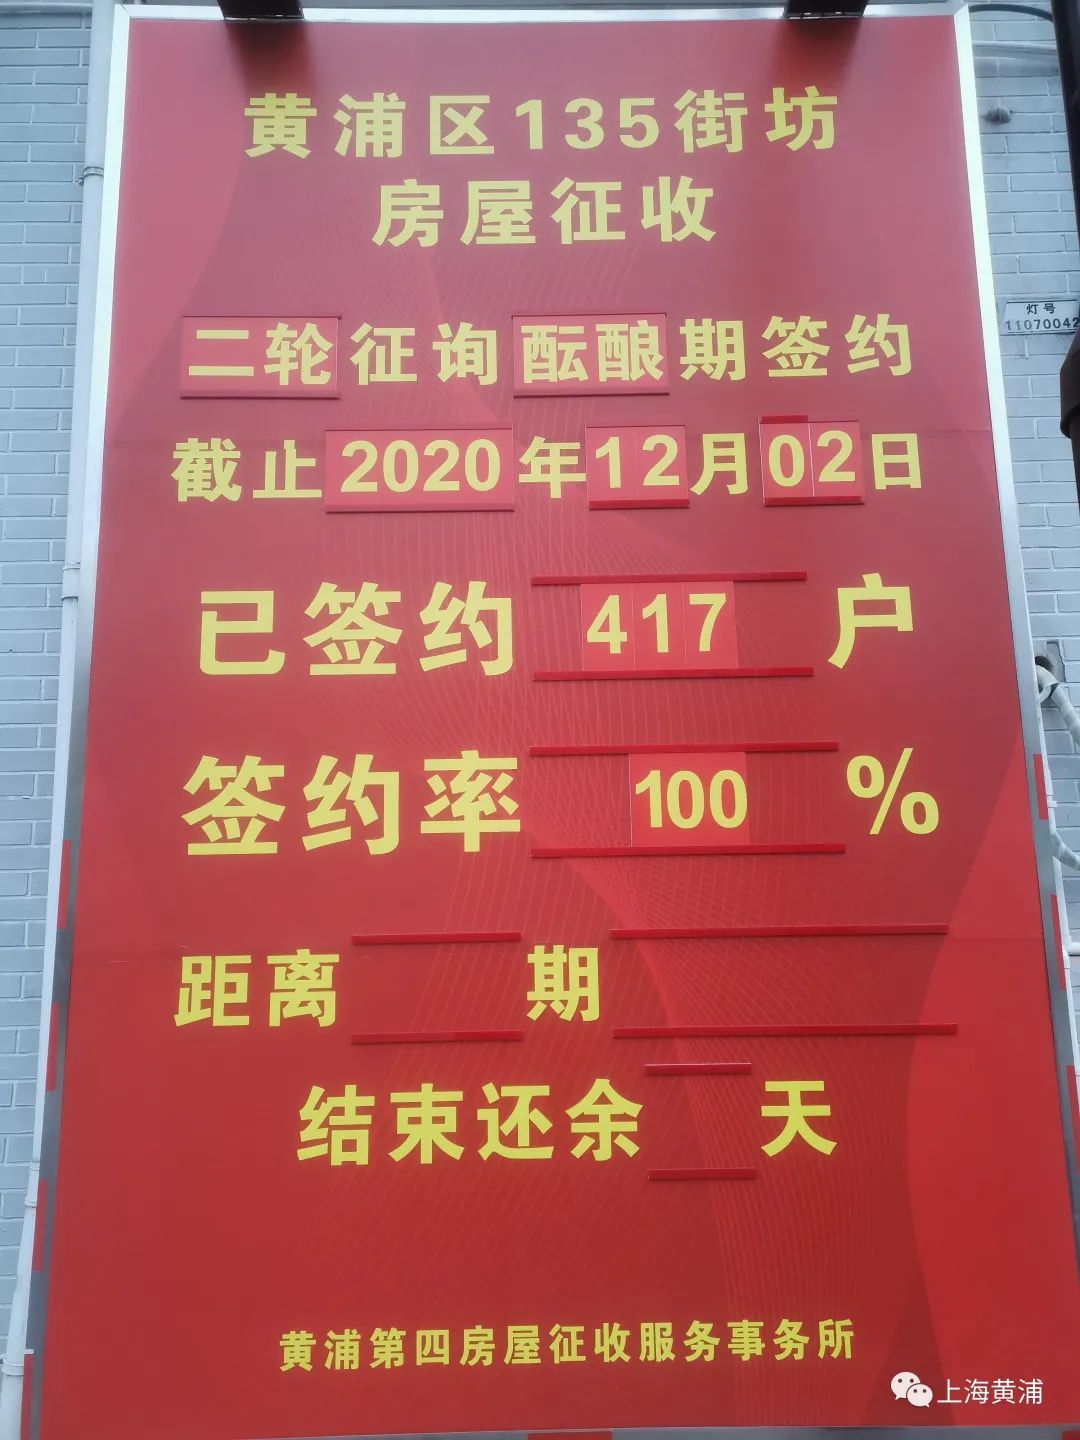 黄浦区135街坊
房屋征收
二轮征询酝酿期签约
截止2020年12月02日
已签约 417 户
签约率 100 %
距离 期
结束还余 天
黄浦第四房屋征收服务事务所
灯号
11070042
上海黄浦